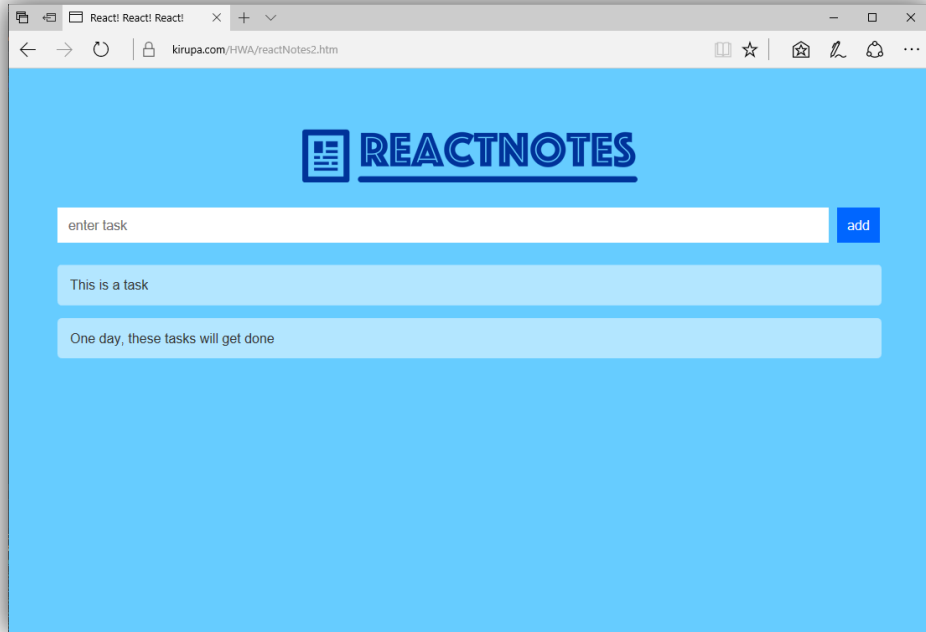 React! React! React!
kirupa.com/HWA/reactNotes2.htm
REACTNOTES
enter task
add
This is a task
One day, these tasks will get done